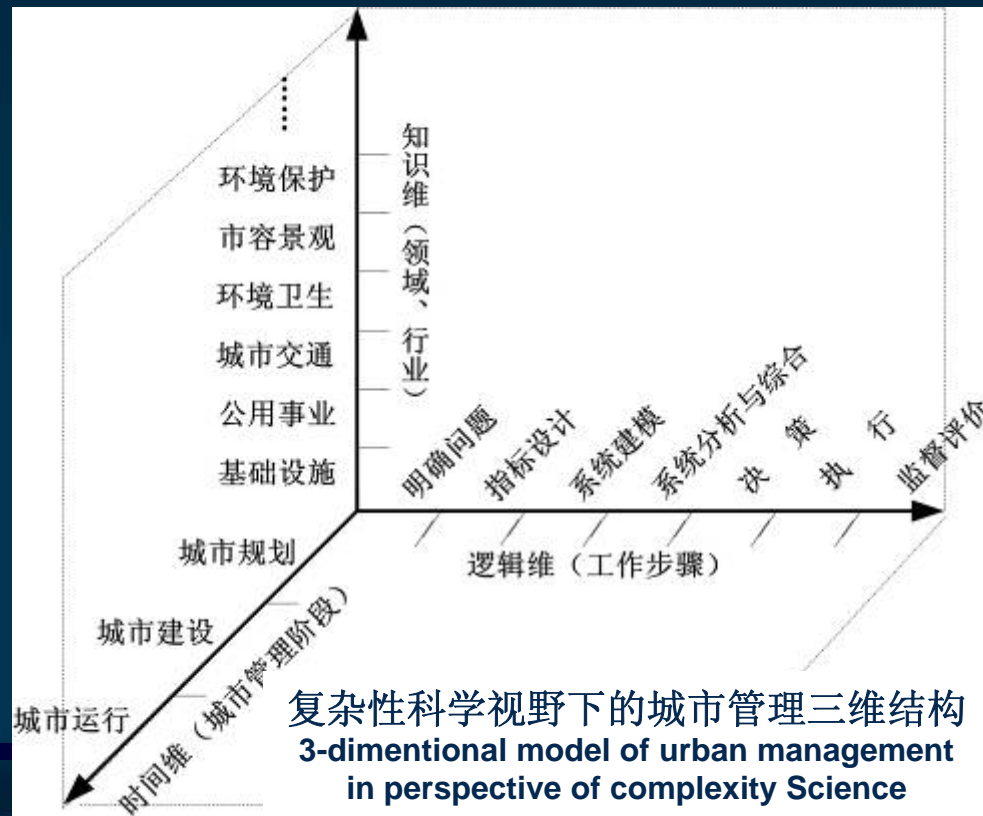 环境保护
市容景观
环境卫生
城市交通
公用事业
基础设施
知识维（领域、行业）
明确问题
指标设计
系统建模
系统分析与综合
决策
执行
监督评价
逻辑维（工作步骤）
城市规划
城市建设
城市运行
时间维（城市管理阶段）
复杂性科学视野下的城市管理三维结构
3-dimentional model of urban management
in perspective of complexity Science